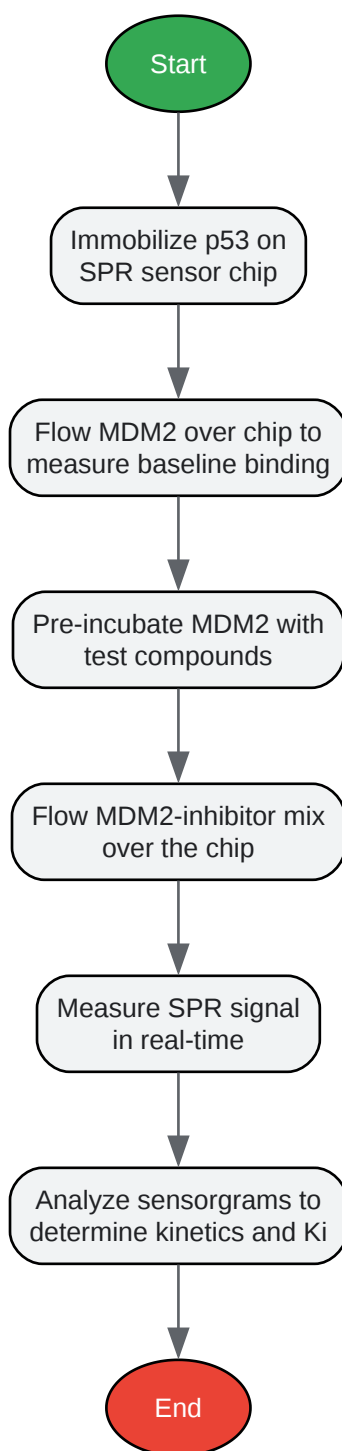 Start
Immobilize p53 on
SPR sensor chip
Flow MDM2 over chip to
measure baseline binding
Pre-incubate MDM2 with
test compounds
Flow MDM2-inhibitor mix
over the chip
Measure SPR signal
in real-time
Analyze sensorgrams to
determine kinetics and Ki
End